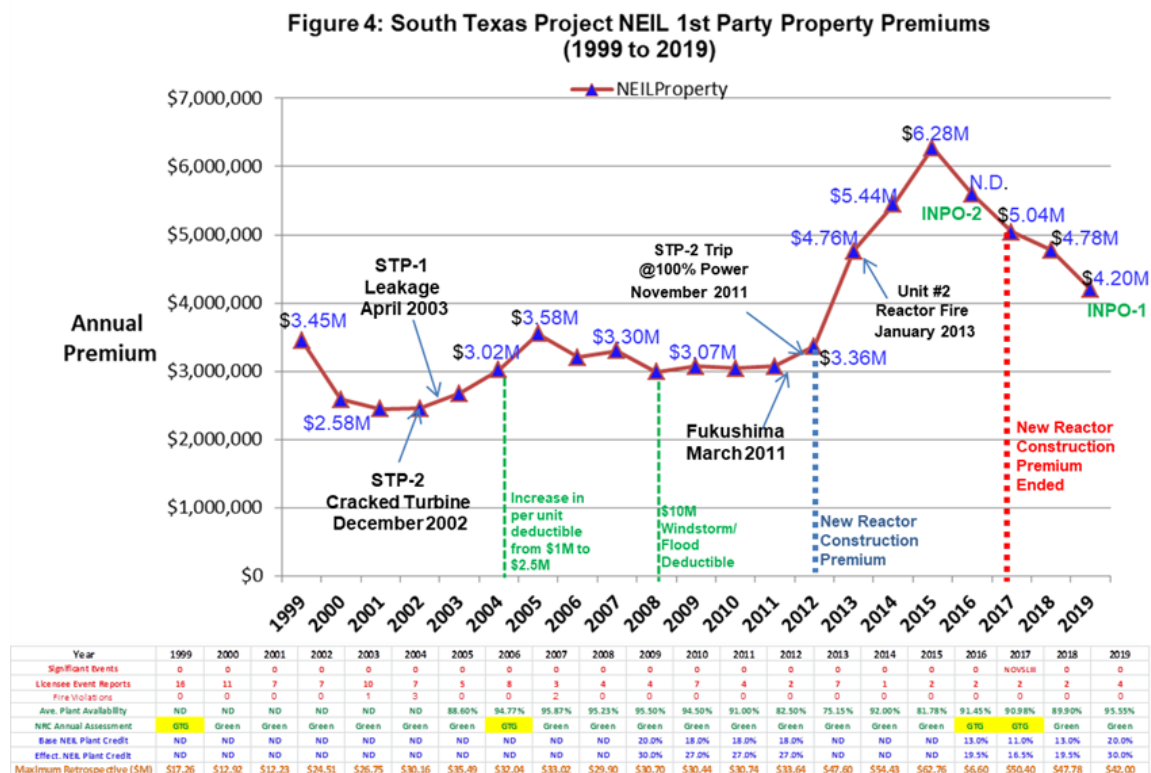 Figure 4: South Texas Project NEIL 1st Party Property Premiums
(1999 to 2019)
NEILProperty
$7,000,000
$6,000,000
$5,000,000
$4,000,000
$3,000,000
$2,000,000
$1,000,000
$0
Annual
Premium
$3.45M
$2.58M
STP-1
Leakage
April 2003
STP-2
Cracked Turbine
December 2002
$3.02M
$3.58M
$3.30M
$3.07M
Increase in
per unit
deductible
from $1M to
$2.5M
$10M
Windstorm/
Flood
Deductible
STP-2 Trip
@100% Power
November 2011
Fukushima
March 2011
$3.36M
New Reactor
Construction
Premium
$4.76M
Unit #2
Reactor Fire
January 2013
$5.44M
$6.28M
N.D.
INPO-2
$5.04M
$4.78M
$4.20M
INPO-1
New Reactor
Construction
Premium
Ended
1999 2000 2001 2002 2003 2004 2005 2006 2007 2008 2009 2010 2011 2012 2013 2014 2015 2016 2017 2018 2019
Year 1999 2000 2001 2002 2003 2004 2005 2006 2007 2008 2009 2010 2011 2012 2013 2014 2015 2016 2017 2018 2019
Significant Events 0 0 0 0 0 0 0 0 0 0 0 0 0 0 0 0 0 0 NOVSLIII 0 0
Licensee Event Reports 16 11 7 7 10 7 5 8 3 4 4 7 4 2 7 1 2 2 2 2 4
Fire Violations 0 0 0 0 1 3 0 0 2 0 0 0 0 0 0 0 0 0 0 0 0
Ave. Plant Availability ND ND ND ND ND ND 88.60% 94.77% 95.87% 95.23% 95.50% 94.50% 91.00% 82.50% 75.15% 92.00% 81.78% 91.45% 90.98% 89.90% 95.55%
NRC Annual Assessment GTG Green Green Green Green Green Green GTG Green Green Green Green Green Green Green Green Green GTG GTG Green Green
Base NEIL Plant Credit ND ND ND ND ND ND ND ND ND ND 20.0% 18.0% 18.0% 18.0% ND ND ND 13.0% 11.0% 13.0% 20.0%
Effect. NEIL Plant Credit ND ND ND ND ND ND ND ND ND ND 30.0% 27.0% 27.0% 27.0% ND ND ND 19.5% 16.5% 19.5% 30.0%
Maximum Retrospective ($M) $17.26 $12.92 $12.23 $24.51 $26.75 $30.16 $35.49 $32.04 $33.02 $29.90 $30.70 $30.44 $30.74 $33.64 $47.60 $54.43 $62.76 $6.60 $50.40 $47.78 $42.00